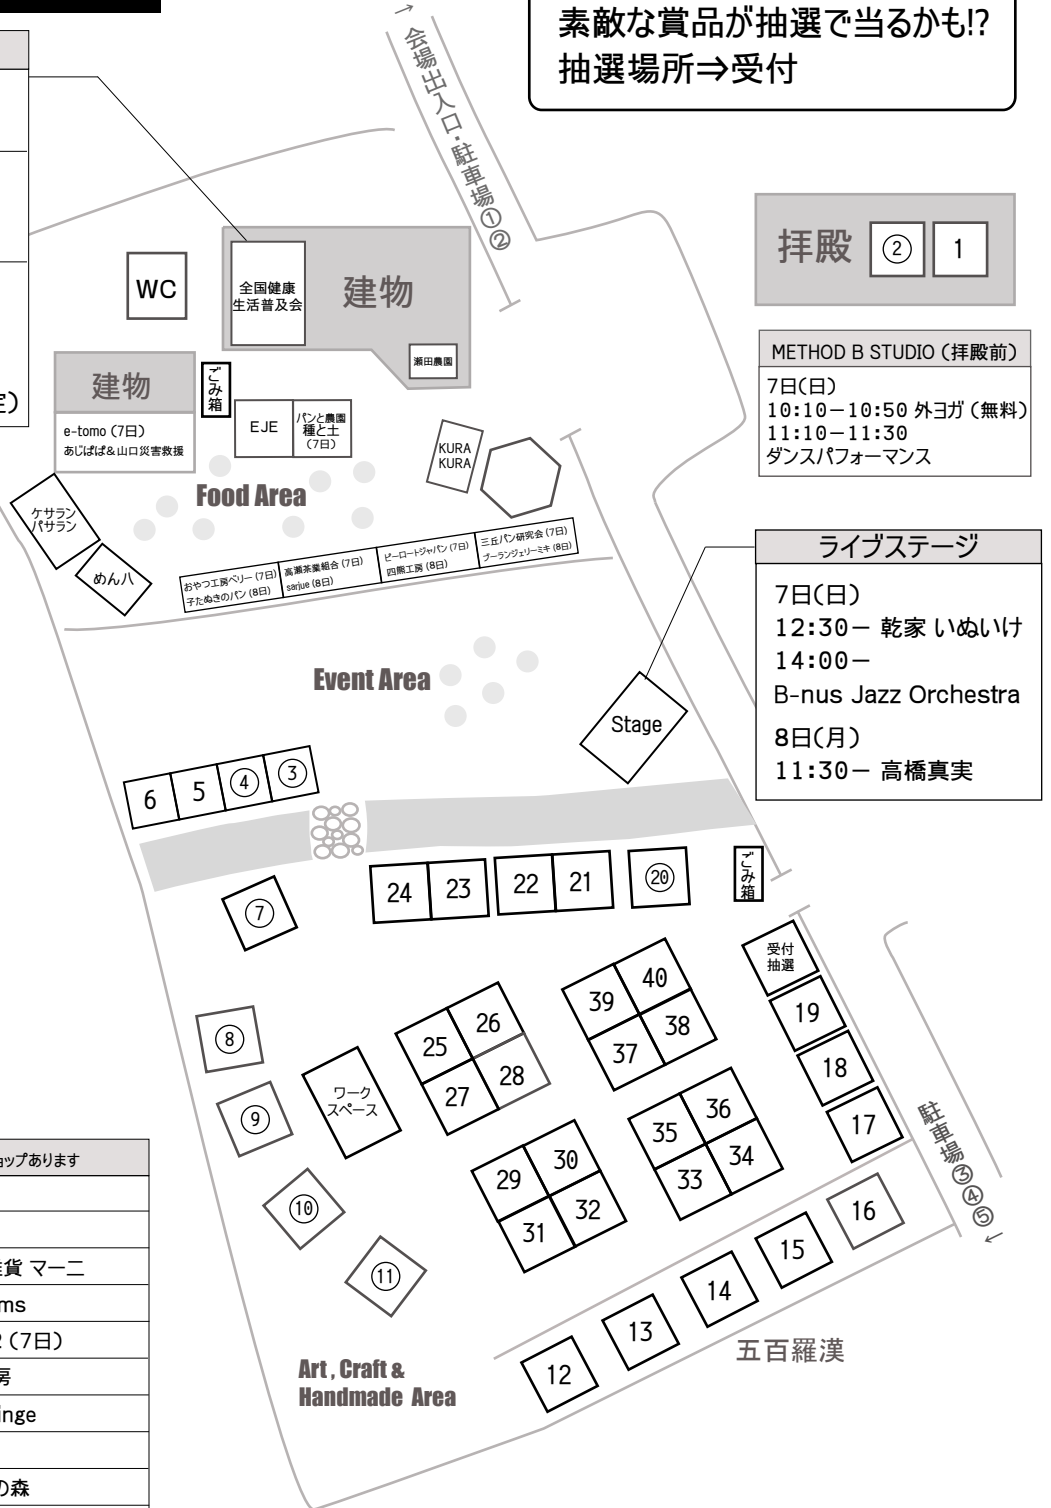 素敵な賞品が抽選で当るかも!?
抽選場所⇒受付
→ 会場出入口・駐車場①②
定)
WC
全国健康
生活普及会
建物
瀬田農園
拝殿 ② 1
METHOD B STUDIO（拝殿前）
7日(日)
10:10－10:50 外ヨガ（無料）
11:10－11:30
ダンスパフォーマンス
建物
e-tomo（7日）
あじぱぱ＆山口災害救援
ごみ箱
EJE
パンと農園
種と土
(7日)
KURA
KURA
Food Area
ケサラン
パサラン
めん八
おやつ工房ベリー（7日）
子たぬきのパン（8日）
高瀬茶業組合（7日）
sarjue（8日）
ピーロートジャパン（7日）
四熊工房（8日）
三丘パン研究会（7日）
ブーランジェリーミキ（8日）
ライブステージ
7日(日)
12:30－ 乾家 いぬいけ
14:00－
B-nus Jazz Orchestra
8日(月)
11:30－ 高橋真実
Event Area
Stage
6 5 ④ ③
24 23 22 21 ⑳
ごみ箱
⑦
受付
抽選
19
18
17
⑧
⑨
⑩
⑪
ワーク
スペース
25 26
27 28
39 40
37 38
29 30
31 32
35 36
33 34
駐車場③④⑤ ←
12 13 14 15 16
五百羅漢
Art , Craft &
Handmade Area
ョップあります
貨 マーニ
ms
2（7日）
房
inge
の森